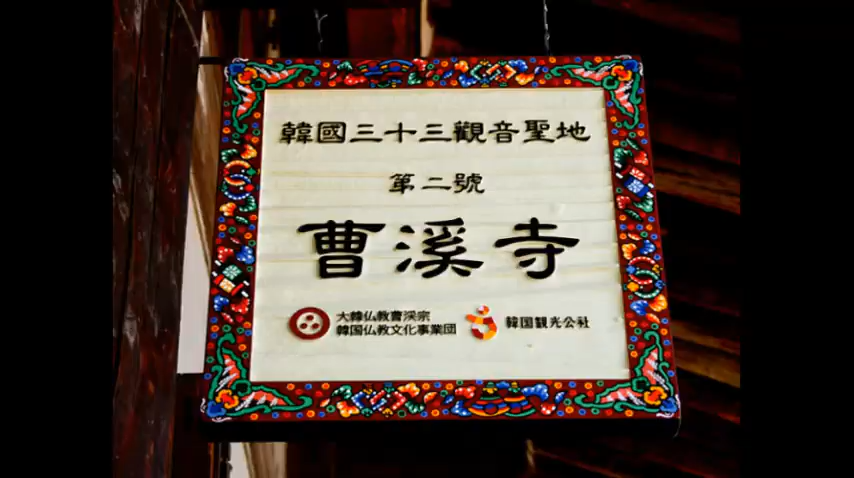 韓國三十三觀音聖地
第二號
曹溪寺
大韓仏教曹渓宗
韓国仏教文化事業団
韓国観光公社